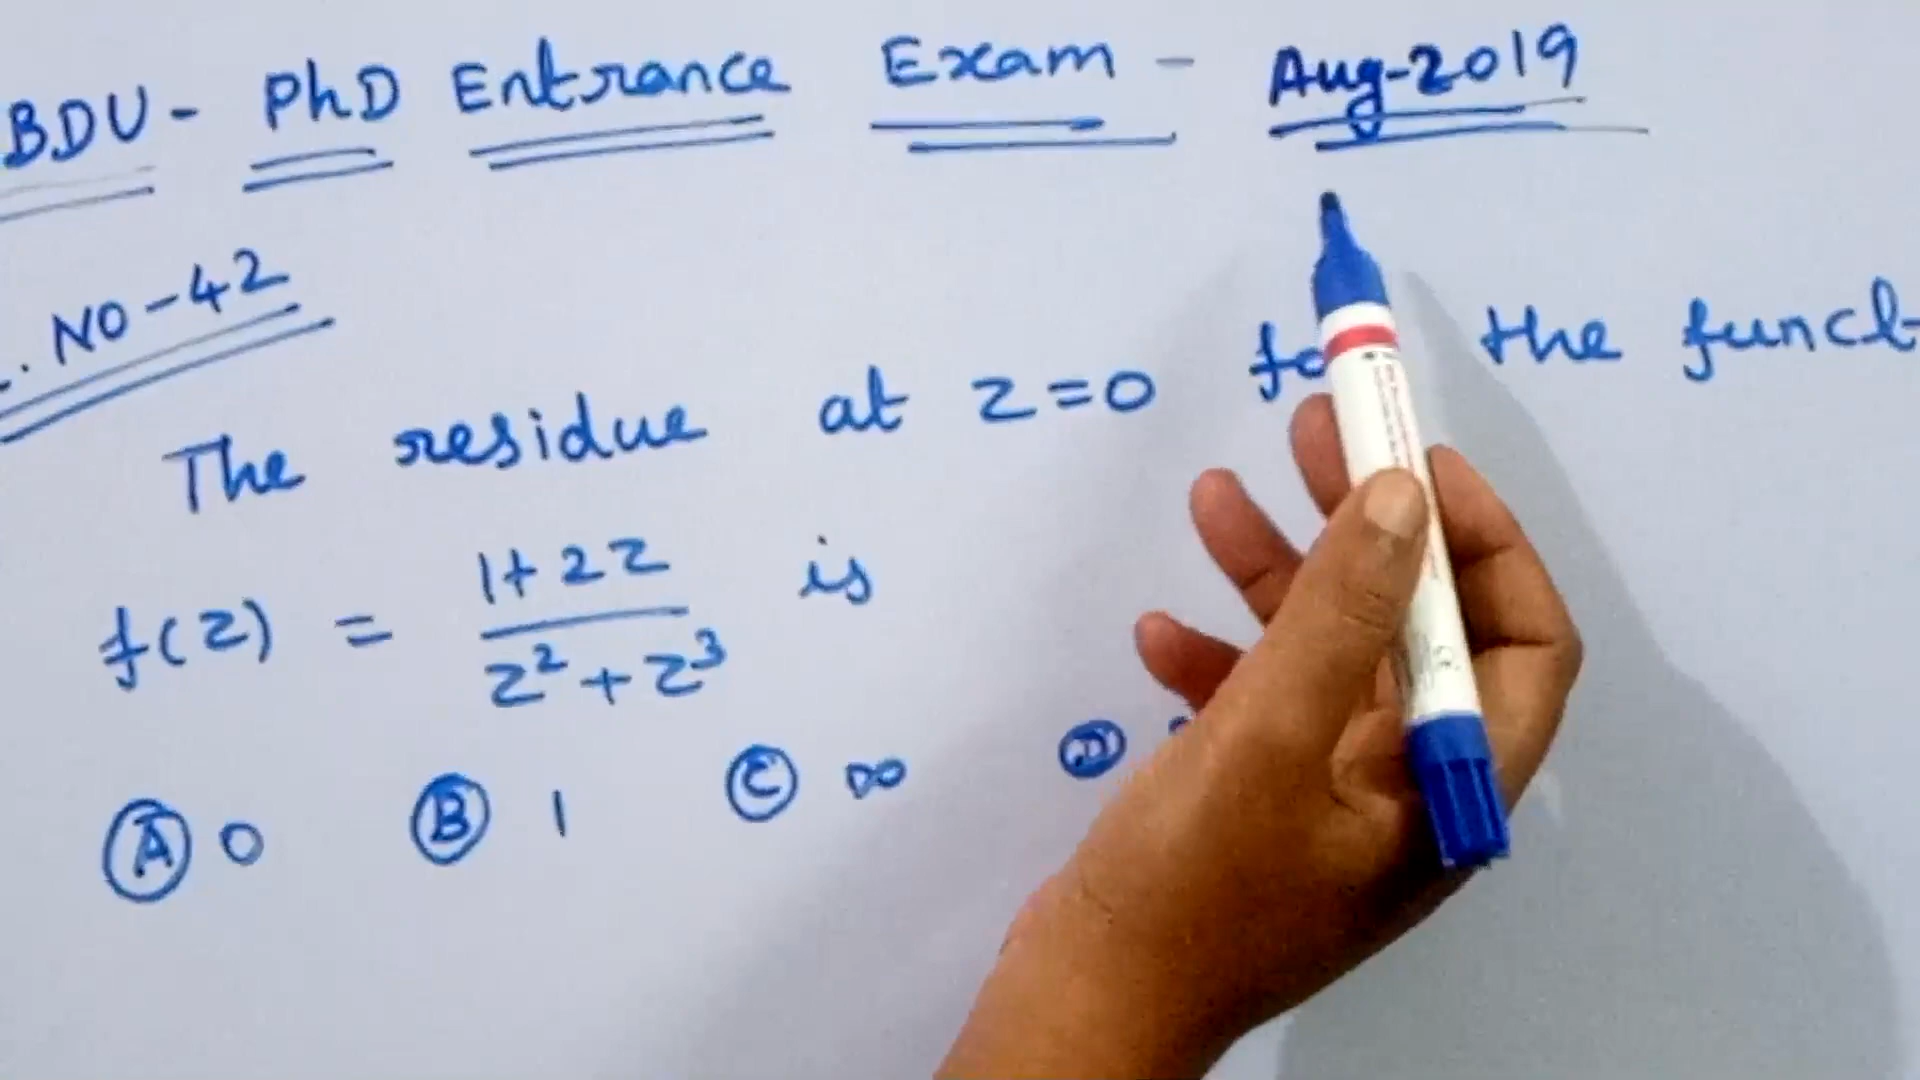 BDU - PhD Entrance Exam - Aug-2019
. NO-42
The residue at z=0 fo the funct
f(z) = 1+2z / z²+z³ is
(A) 0 (B) 1 (C) ∞ (D)